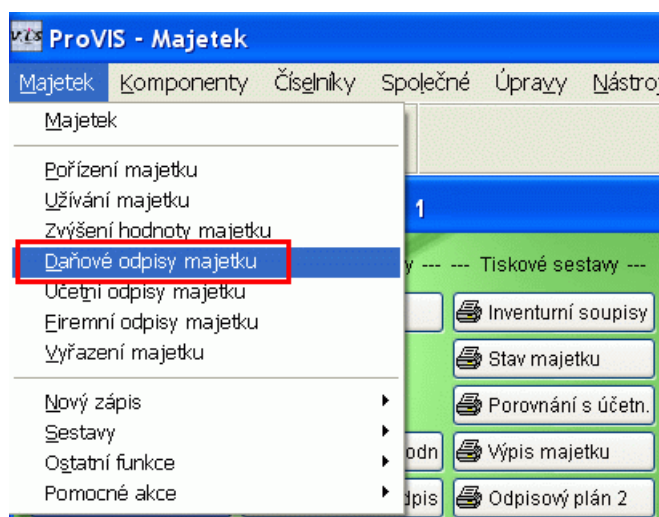 vis ProVIS - Majetek
Majetek Komponenty Číselníky Společné Úpravy
Majetek
Pořízení majetku
Užívání majetku
1
Zvýšení hodnoty majetku
Daňové odpisy majetku
y --- --- Tiskové sestavy ---
Účetní odpisy majetku
Firemní odpisy majetku
Inventurní soupisy
Vyřazení majetku
Stav majetku
Nový zápis
Porovnání s účetn.
Sestavy
Ostatní funkce
odn Výpis majetku
Pomocné akce
dpis Odpisový plán 2